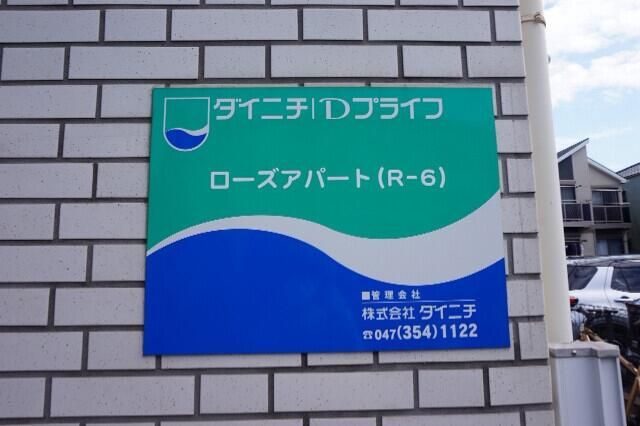 ダイニチ|Dプライフ
ローズアパート(R-6)
■管理会社
株式会社 ダイニチ
☎047(354)1122